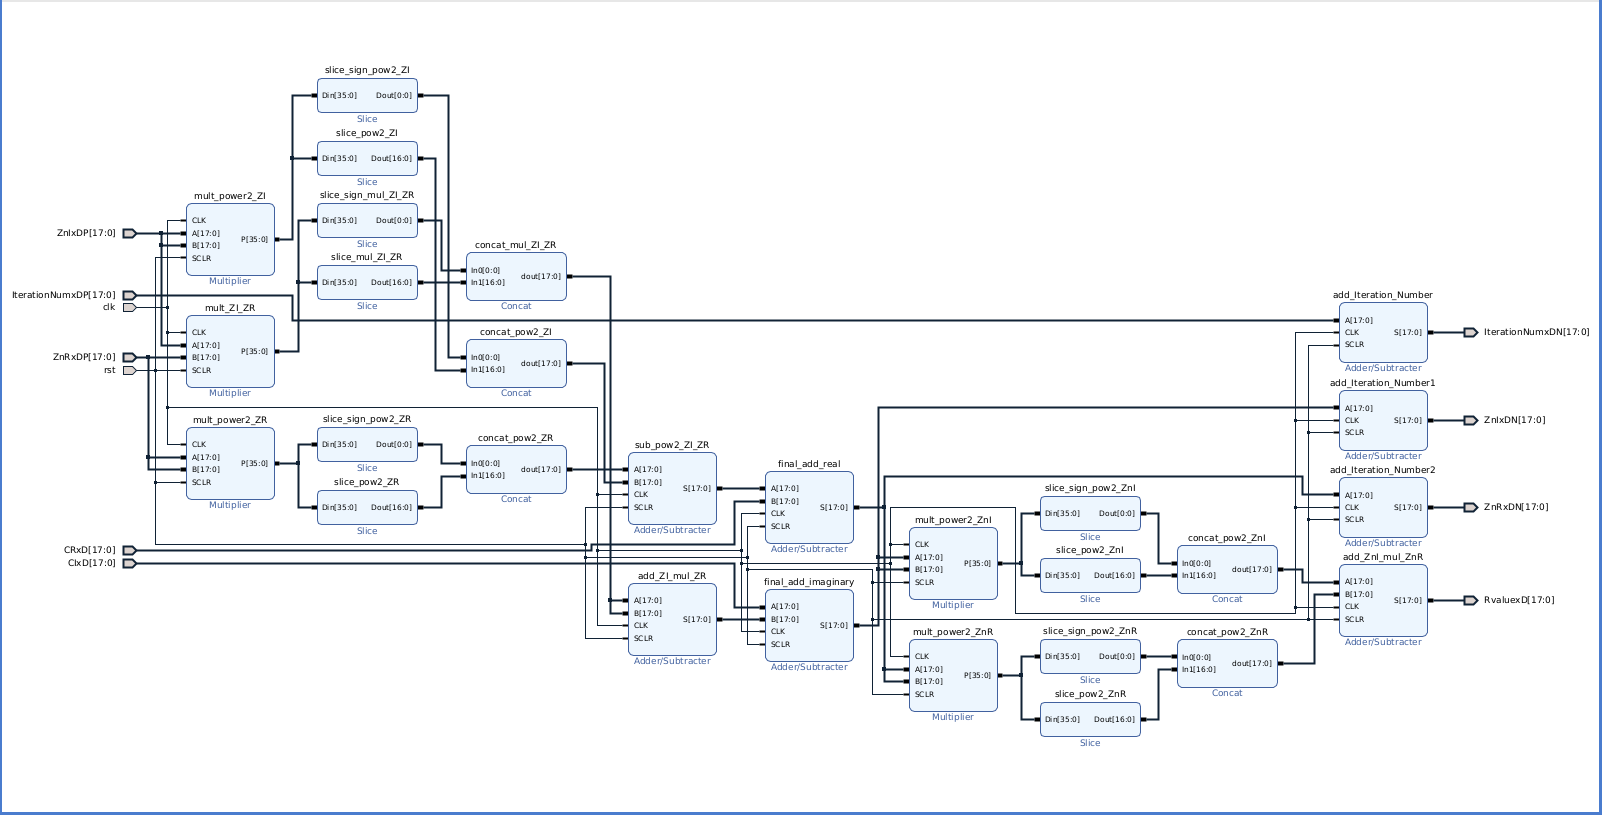 slice_sign_pow2_ZI
Din[35:0] Dout[0:0]
Slice
slice_pow2_ZI
Din[35:0] Dout[16:0]
Slice
slice_sign_mul_ZI_ZR
Din[35:0] Dout[0:0]
Slice
slice_mul_ZI_ZR
Din[35:0] Dout[16:0]
Slice
mult_power2_ZI
CLK
A[17:0]
B[17:0]
SCLR
P[35:0]
Multiplier
ZnIxDP[17:0]
IterationNumxDP[17:0]
clk
ZnRxDP[17:0]
rst
mult_ZI_ZR
CLK
A[17:0]
B[17:0]
SCLR
P[35:0]
Multiplier
mult_power2_ZR
CLK
A[17:0]
B[17:0]
SCLR
P[35:0]
Multiplier
slice_sign_pow2_ZR
Din[35:0] Dout[0:0]
Slice
slice_pow2_ZR
Din[35:0] Dout[16:0]
Slice
CRxD[17:0]
CIxD[17:0]
concat_mul_ZI_ZR
In0[0:0]
In1[16:0]
dout[17:0]
Concat
concat_pow2_ZI
In0[0:0]
In1[16:0]
dout[17:0]
Concat
concat_pow2_ZR
In0[0:0]
In1[16:0]
dout[17:0]
Concat
sub_pow2_ZI_ZR
A[17:0]
B[17:0]
CLK
SCLR
S[17:0]
Adder/Subtracter
add_ZI_mul_ZR
A[17:0]
B[17:0]
CLK
SCLR
S[17:0]
Adder/Subtracter
final_add_real
A[17:0]
B[17:0]
CLK
SCLR
S[17:0]
Adder/Subtracter
final_add_imaginary
A[17:0]
B[17:0]
CLK
SCLR
S[17:0]
Adder/Subtracter
mult_power2_ZnI
CLK
A[17:0]
B[17:0]
SCLR
P[35:0]
Multiplier
mult_power2_ZnR
CLK
A[17:0]
B[17:0]
SCLR
P[35:0]
Multiplier
slice_sign_pow2_ZnI
Din[35:0] Dout[0:0]
Slice
slice_pow2_ZnI
Din[35:0] Dout[16:0]
Slice
slice_sign_pow2_ZnR
Din[35:0] Dout[0:0]
Slice
slice_pow2_ZnR
Din[35:0] Dout[16:0]
Slice
concat_pow2_ZnI
In0[0:0]
In1[16:0]
dout[17:0]
Concat
concat_pow2_ZnR
In0[0:0]
In1[16:0]
dout[17:0]
Concat
add_Iteration_Number
A[17:0]
CLK
SCLR
S[17:0]
Adder/Subtracter
IterationNumxDN[17:0]
add_Iteration_Number1
A[17:0]
CLK
SCLR
S[17:0]
Adder/Subtracter
ZnIxDN[17:0]
add_Iteration_Number2
A[17:0]
CLK
SCLR
S[17:0]
Adder/Subtracter
ZnRxDN[17:0]
add_ZnI_mul_ZnR
A[17:0]
B[17:0]
CLK
SCLR
S[17:0]
Adder/Subtracter
RvaluexD[17:0]